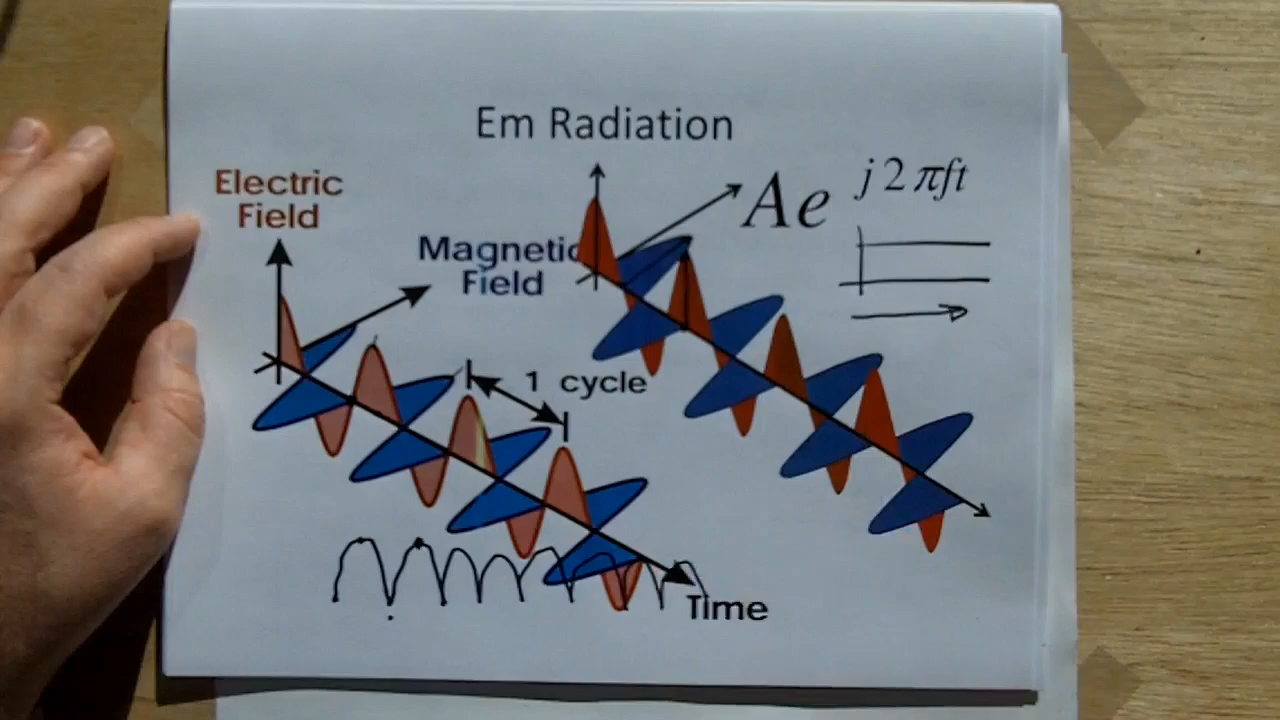 Em Radiation
Electric
Field
Magnetic
Field
Ae j2πft
1 cycle
Time